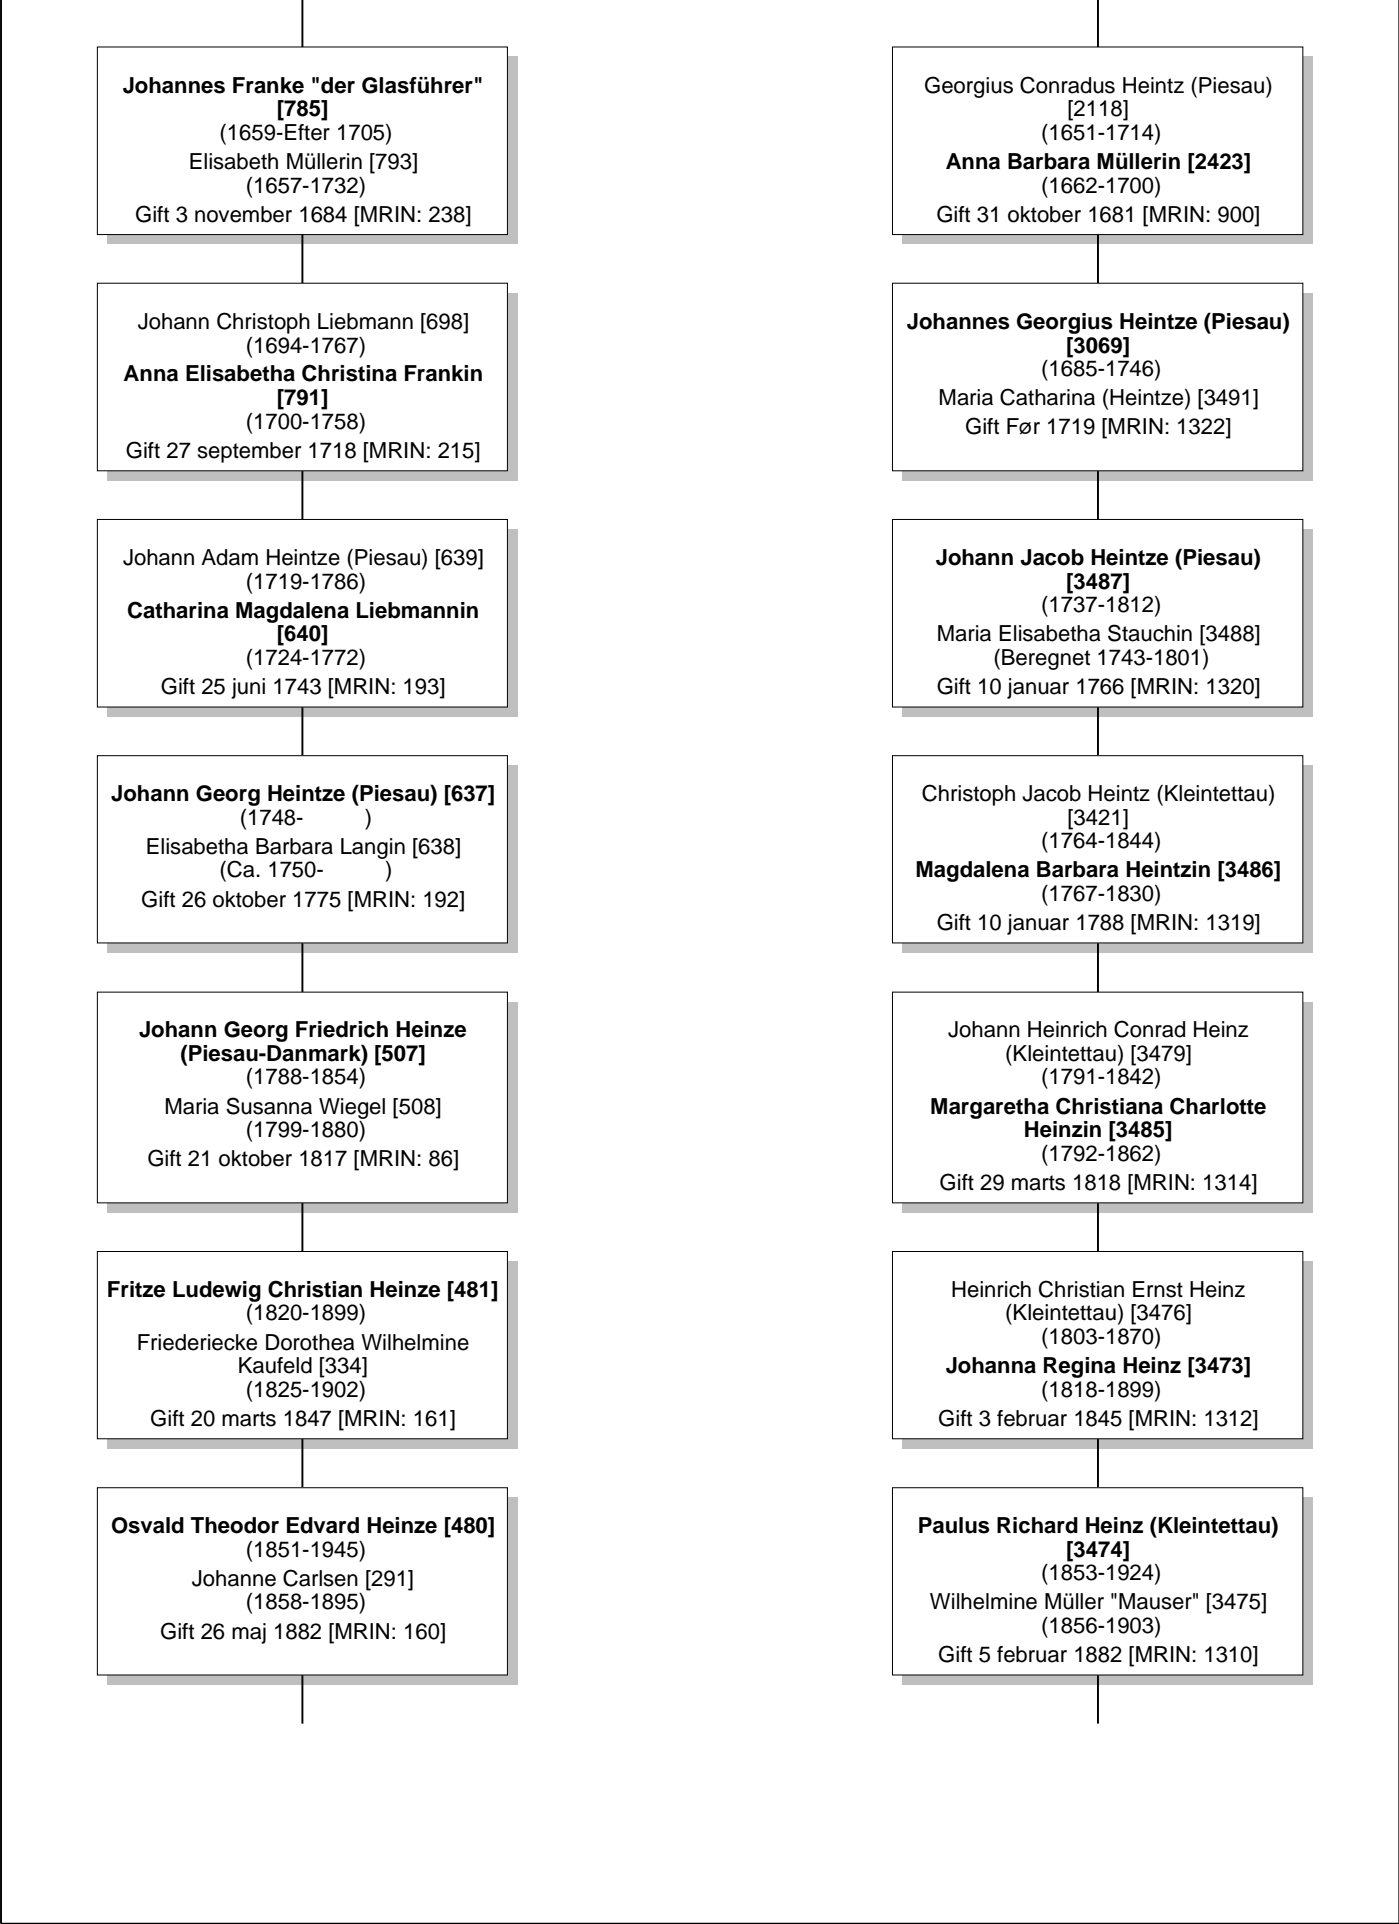 Johannes Franke "der Glasführer"
[785]
(1659-Efter 1705)
Elisabeth Müllerin [793]
(1657-1732)
Gift 3 november 1684 [MRIN: 238]
Johann Christoph Liebmann [698]
(1694-1767)
Anna Elisabetha Christina Frankin
[791]
(1700-1758)
Gift 27 september 1718 [MRIN: 215]
Johann Adam Heintze (Piesau) [639]
(1719-1786)
Catharina Magdalena Liebmannin
[640]
(1724-1772)
Gift 25 juni 1743 [MRIN: 193]
Johann Georg Heintze (Piesau) [637]
(1748- )
Elisabetha Barbara Langin [638]
(Ca. 1750- )
Gift 26 oktober 1775 [MRIN: 192]
Johann Georg Friedrich Heinze
(Piesau-Danmark) [507]
(1788-1854)
Maria Susanna Wiegel [508]
(1799-1880)
Gift 21 oktober 1817 [MRIN: 86]
Fritze Ludewig Christian Heinze [481]
(1820-1899)
Friederiecke Dorothea Wilhelmine
Kaufeld [334]
(1825-1902)
Gift 20 marts 1847 [MRIN: 161]
Osvald Theodor Edvard Heinze [480]
(1851-1945)
Johanne Carlsen [291]
(1858-1895)
Gift 26 maj 1882 [MRIN: 160]
Georgius Conradus Heintz (Piesau)
[2118]
(1651-1714)
Anna Barbara Müllerin [2423]
(1662-1700)
Gift 31 oktober 1681 [MRIN: 900]
Johannes Georgius Heintze (Piesau)
[3069]
(1685-1746)
Maria Catharina (Heintze) [3491]
Gift Før 1719 [MRIN: 1322]
Johann Jacob Heintze (Piesau)
[3487]
(1737-1812)
Maria Elisabetha Stauchin [3488]
(Beregnet 1743-1801)
Gift 10 januar 1766 [MRIN: 1320]
Christoph Jacob Heintz (Kleintettau)
[3421]
(1764-1844)
Magdalena Barbara Heintzin [3486]
(1767-1830)
Gift 10 januar 1788 [MRIN: 1319]
Johann Heinrich Conrad Heinz
(Kleintettau) [3479]
(1791-1842)
Margaretha Christiana Charlotte
Heinzin [3485]
(1792-1862)
Gift 29 marts 1818 [MRIN: 1314]
Heinrich Christian Ernst Heinz
(Kleintettau) [3476]
(1803-1870)
Johanna Regina Heinz [3473]
(1818-1899)
Gift 3 februar 1845 [MRIN: 1312]
Paulus Richard Heinz (Kleintettau)
[3474]
(1853-1924)
Wilhelmine Müller "Mauser" [3475]
(1856-1903)
Gift 5 februar 1882 [MRIN: 1310]